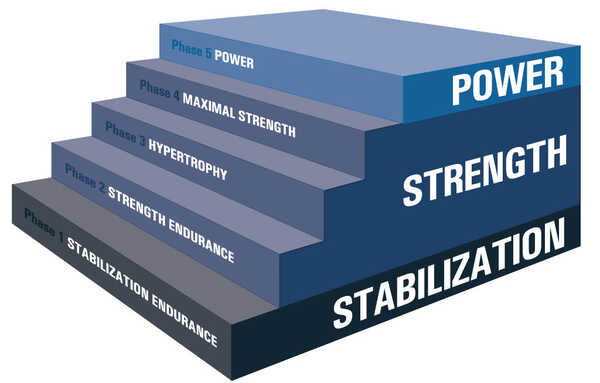 Phase 5 POWER
Phase 4 MAXIMAL STRENGTH
Phase 3 HYPERTROPHY
Phase 2 STRENGTH ENDURANCE
Phase 1 STABILIZATION ENDURANCE
POWER
STRENGTH
STABILIZATION